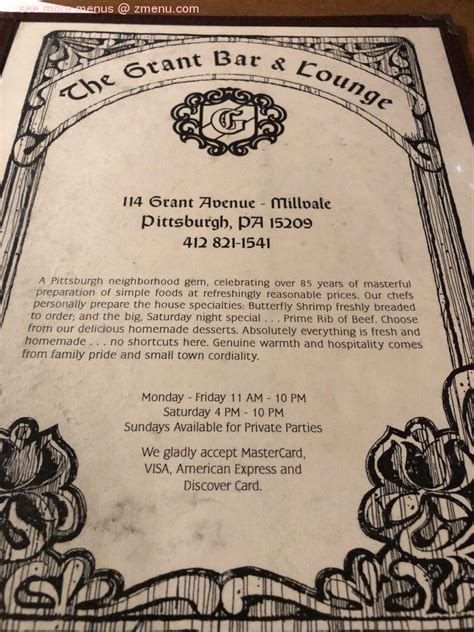 see more menus @ zmenu.com
The Grant Bar & Lounge
G
114 Grant Avenue - Millvale
Pittsburgh, PA 15209
412 821-1541
A Pittsburgh neighborhood gem, celebrating over 85 years of masterful
preparation of simple foods at refreshingly reasonable prices. Our chefs
personally prepare the house specialties: Butterfly Shrimp freshly breaded
to order; and the big, Saturday night special . . . Prime Rib of Beef. Choose
from our delicious homemade desserts. Absolutely everything is fresh and
homemade . . . no shortcuts here. Genuine warmth and hospitality comes
from family pride and small town cordiality.
Monday - Friday 11 AM - 10 PM
Saturday 4 PM - 10 PM
Sundays Available for Private Parties
We gladly accept MasterCard,
VISA, American Express and
Discover Card.